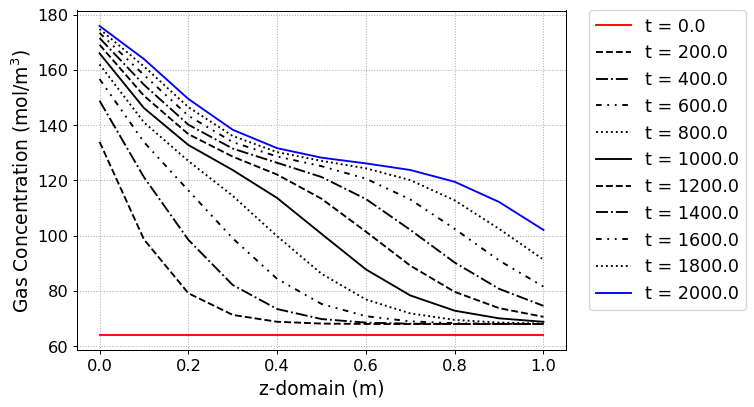 180
160
140
120
100
80
60
Gas Concentration (mol/m³)
0.0 0.2 0.4 0.6 0.8 1.0
z-domain (m)
t = 0.0
t = 200.0
t = 400.0
t = 600.0
t = 800.0
t = 1000.0
t = 1200.0
t = 1400.0
t = 1600.0
t = 1800.0
t = 2000.0